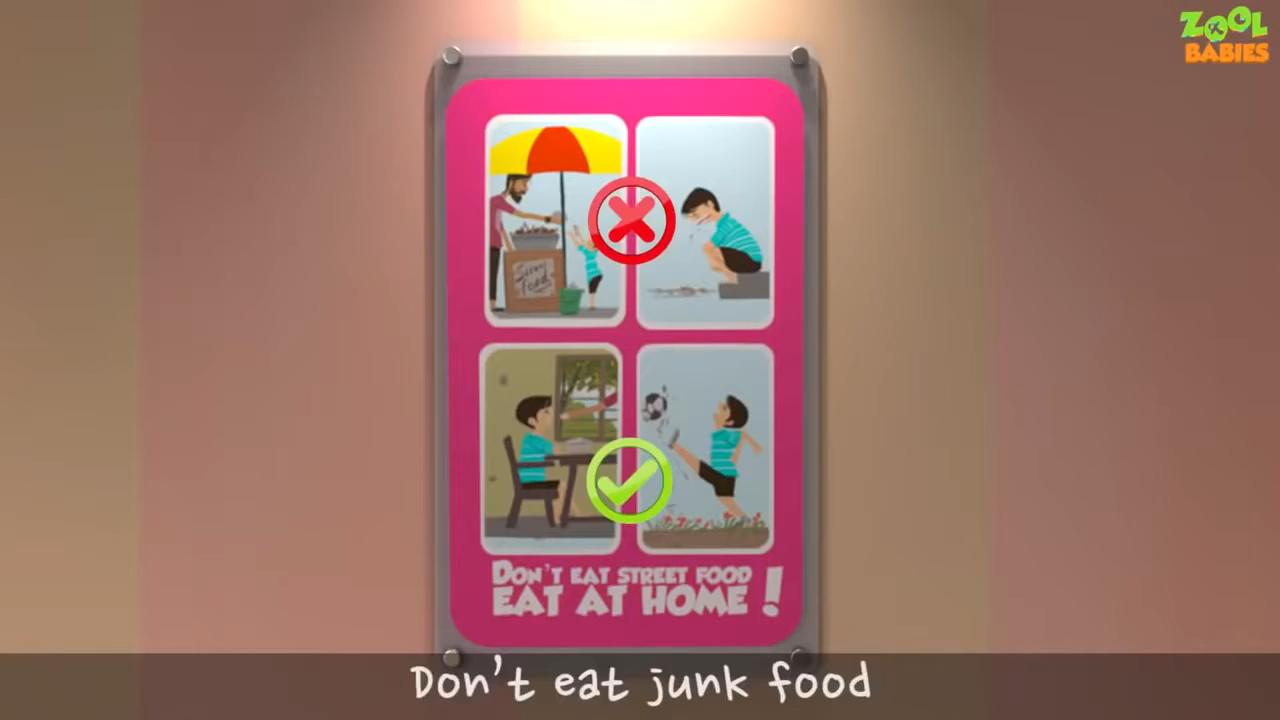 ZOOL
BABIES
Street
food
DON'T EAT STREET FOOD
EAT AT HOME!
Don't eat junk food